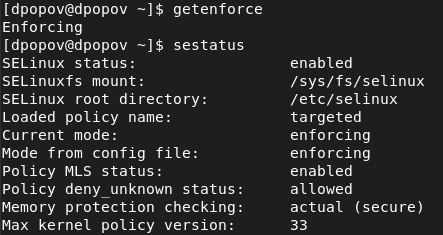 [dpopov@dpopov ~]$ getenforce
Enforcing
[dpopov@dpopov ~]$ sestatus
SELinux status:                 enabled
SELinuxfs mount:                /sys/fs/selinux
SELinux root directory:         /etc/selinux
Loaded policy name:             targeted
Current mode:                   enforcing
Mode from config file:          enforcing
Policy MLS status:              enabled
Policy deny_unknown status:     allowed
Memory protection checking:     actual (secure)
Max kernel policy version:      33